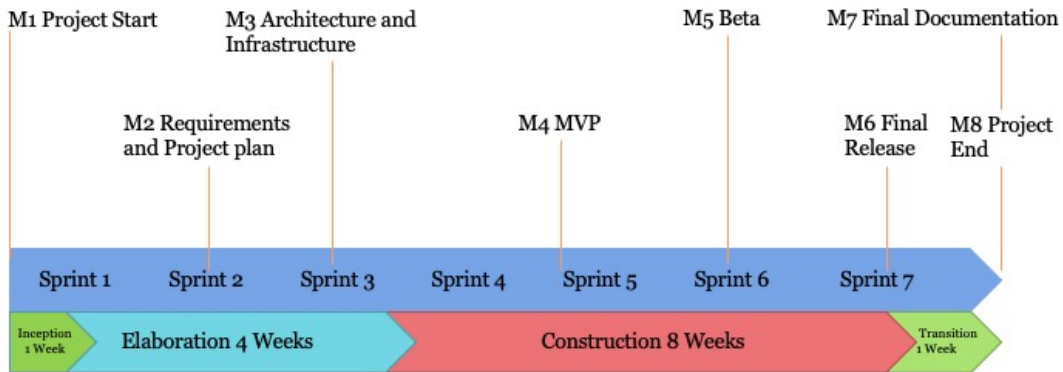 M1 Project Start
M3 Architecture and
Infrastructure
M5 Beta
M7 Final Documentation
M2 Requirements
and Project plan
M4 MVP
M6 Final
Release
M8 Project
End
Sprint 1
Sprint 2
Sprint 3
Sprint 4
Sprint 5
Sprint 6
Sprint 7
Inception
1 Week
Elaboration 4 Weeks
Construction 8 Weeks
Transition
1 Week